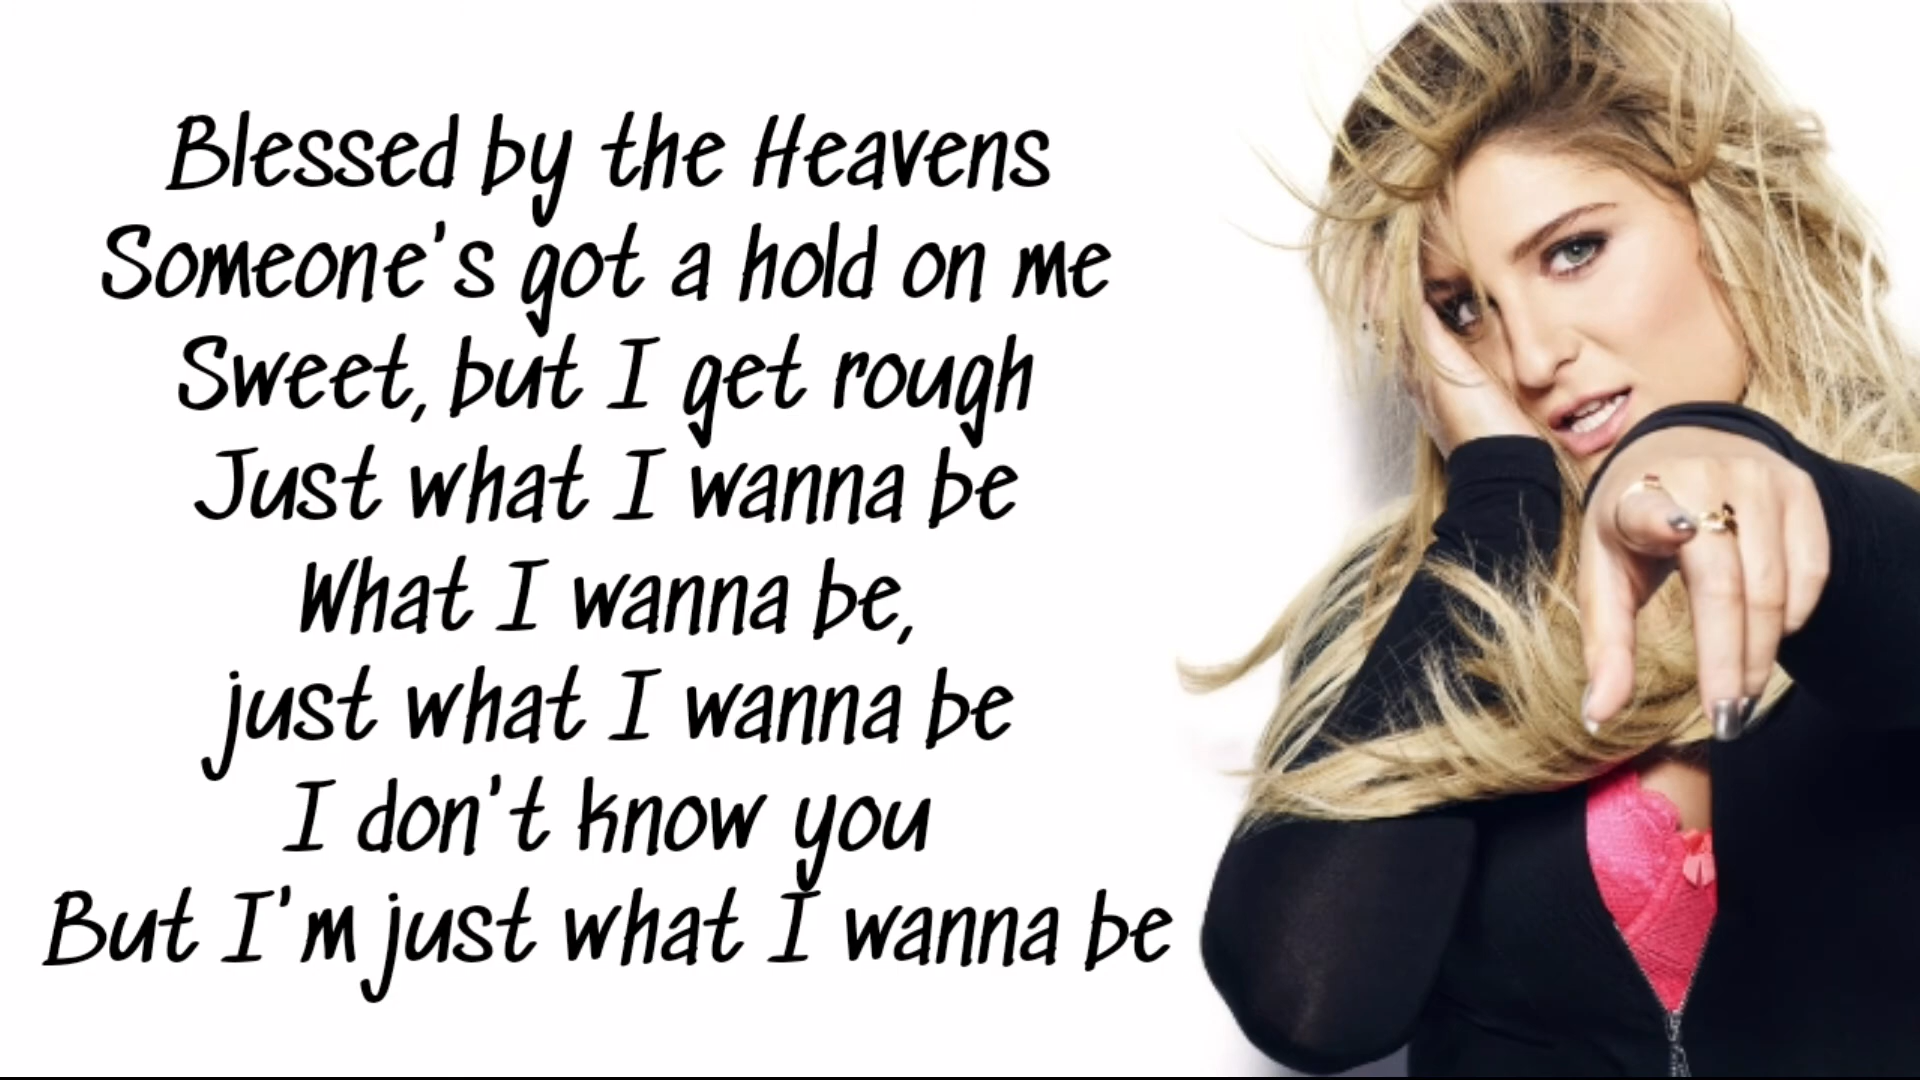 Blessed by the Heavens
Someone's got a hold on me
Sweet, but I get rough
Just what I wanna be
What I wanna be,
just what I wanna be
I don't know you
But I'm just what I wanna be